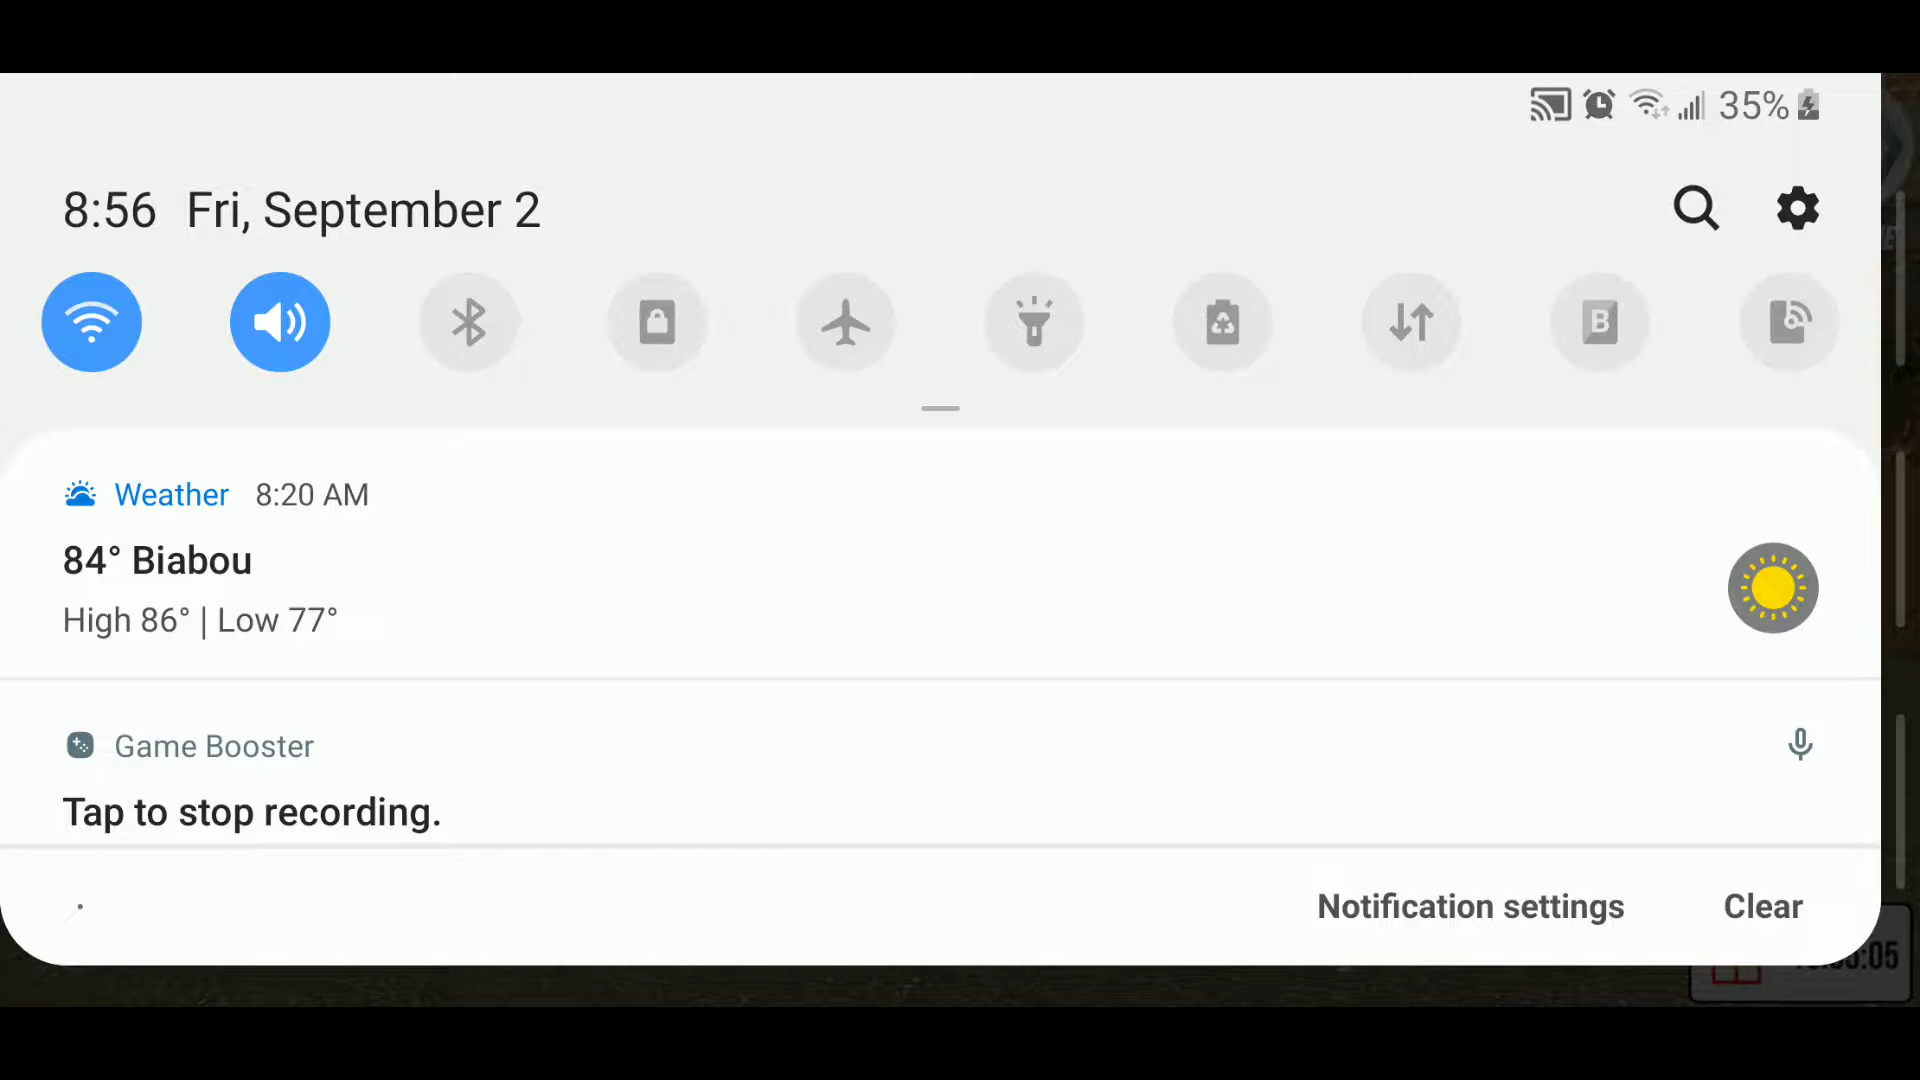 35%
8:56 Fri, September 2
B
Weather 8:20 AM
84° Biabou
High 86° | Low 77°
Game Booster
Tap to stop recording.
Notification settings Clear
:05